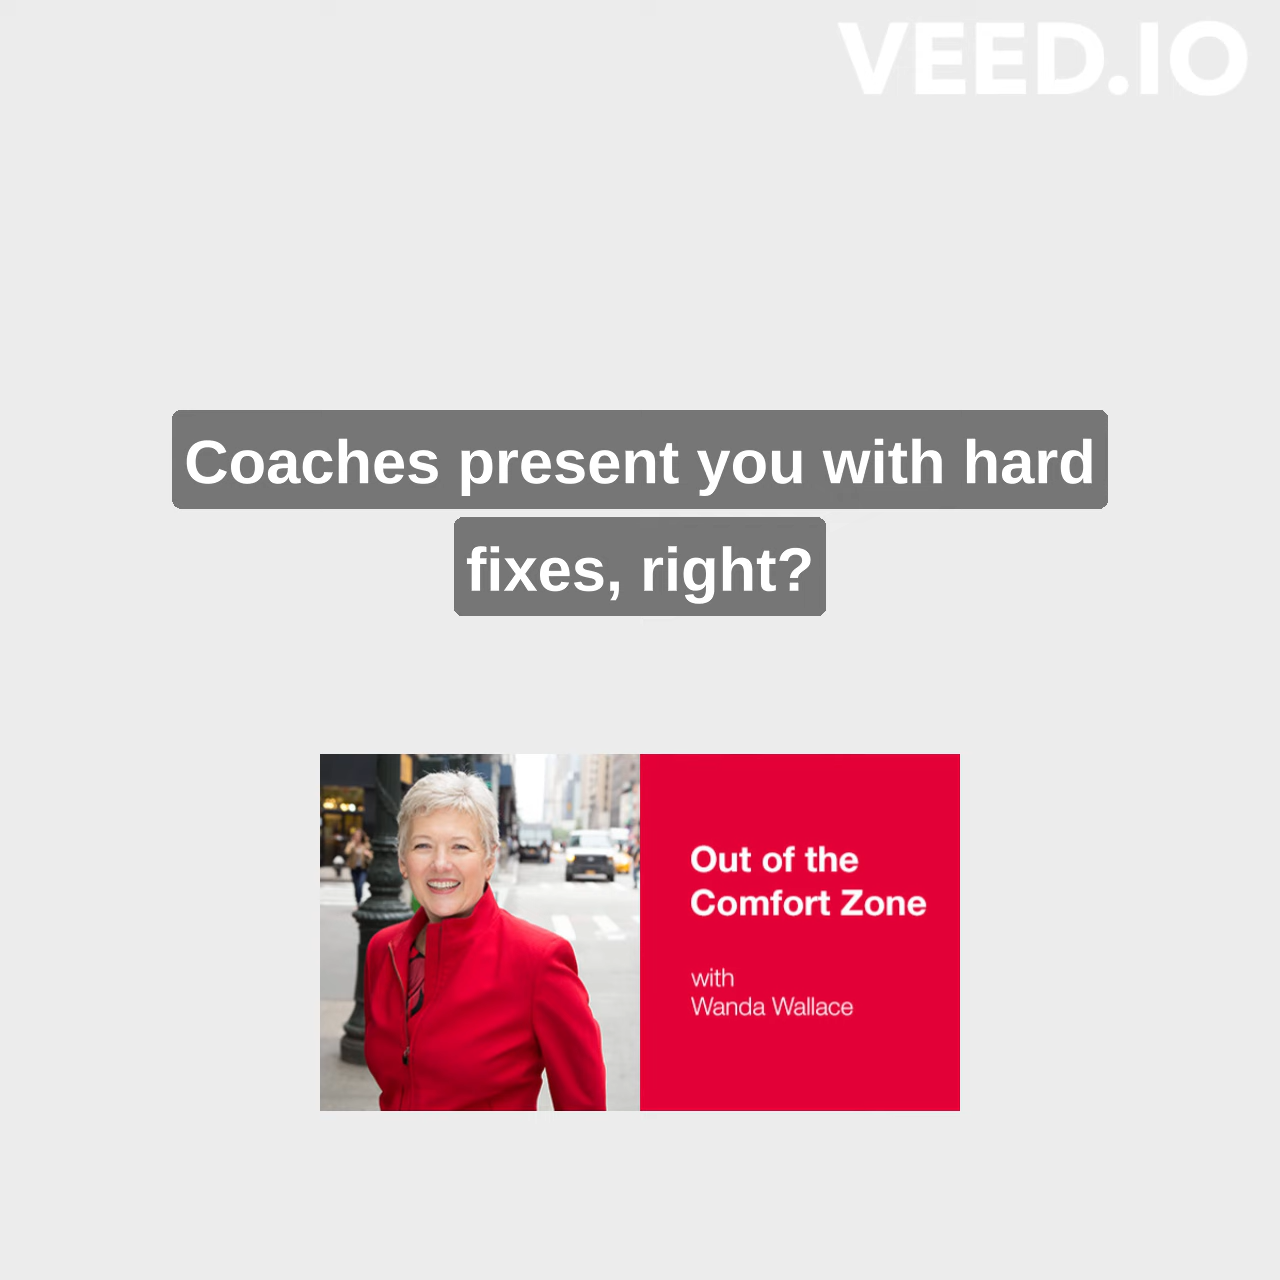 VEED.IO
Coaches present you with hard
fixes, right?
Out of the
Comfort Zone
with
Wanda Wallace